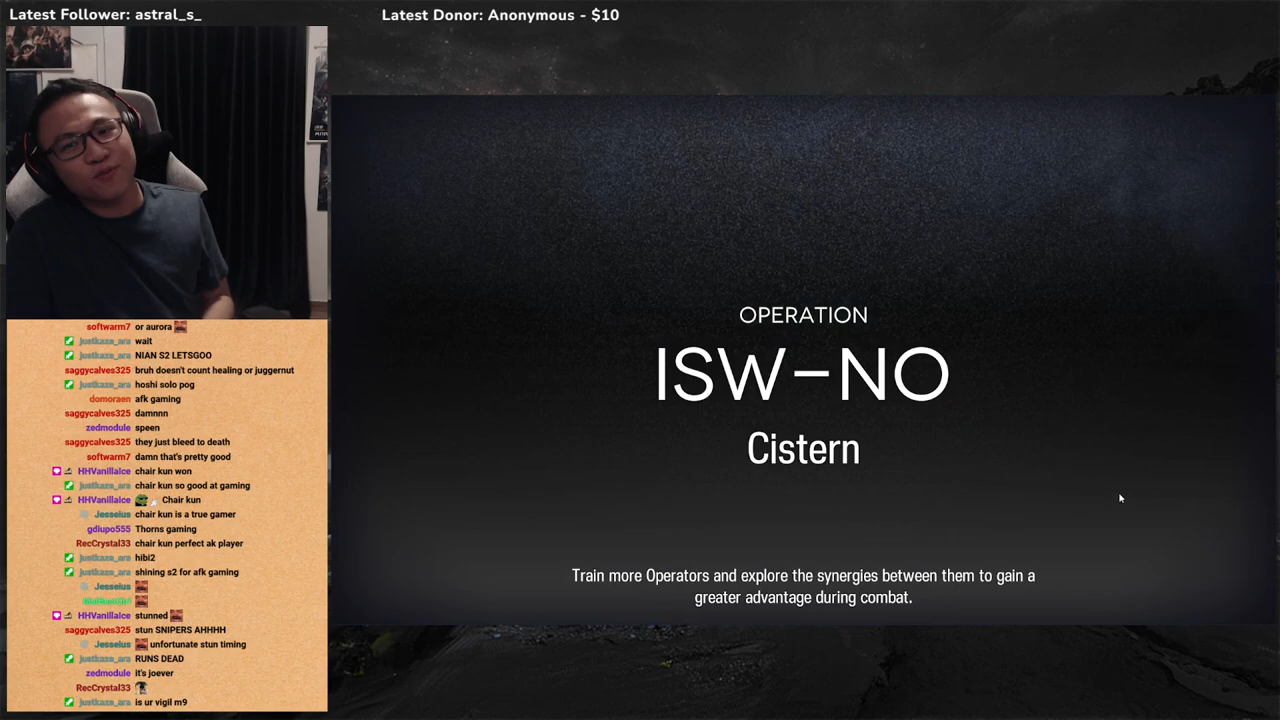 Latest Follower: astral_s_
Latest Donor: Anonymous - $10
softwarm7 or aurora
justkaze_ara wait
justkaze_ara NIAN S2 LETSGOO
saggycalves325 bruh doesn't count healing or juggernut
justkaze_ara hoshi solo pog
domoraen afk gaming
saggycalves325 damnnn
zedmodule speen
saggycalves325 they just bleed to death
softwarm7 damn that's pretty good
HHVanillaIce chair kun won
justkaze_ara chair kun so good at gaming
HHVanillaIce Chair kun
Jesseius chair kun is a true gamer
gdlupo555 Thorns gaming
RecCrystal33 chair kun perfect ak player
justkaze_ara hibi2
justkaze_ara shining s2 for afk gaming
Jesseius
HHVanillaIce stunned
saggycalves325 stun SNIPERS AHHHH
Jesseius unfortunate stun timing
justkaze_ara RUNS DEAD
zedmodule it's joever
RecCrystal33
justkaze_ara is ur vigil m9
OPERATION
ISW-NO
Cistern
Train more Operators and explore the synergies between them to gain a
greater advantage during combat.